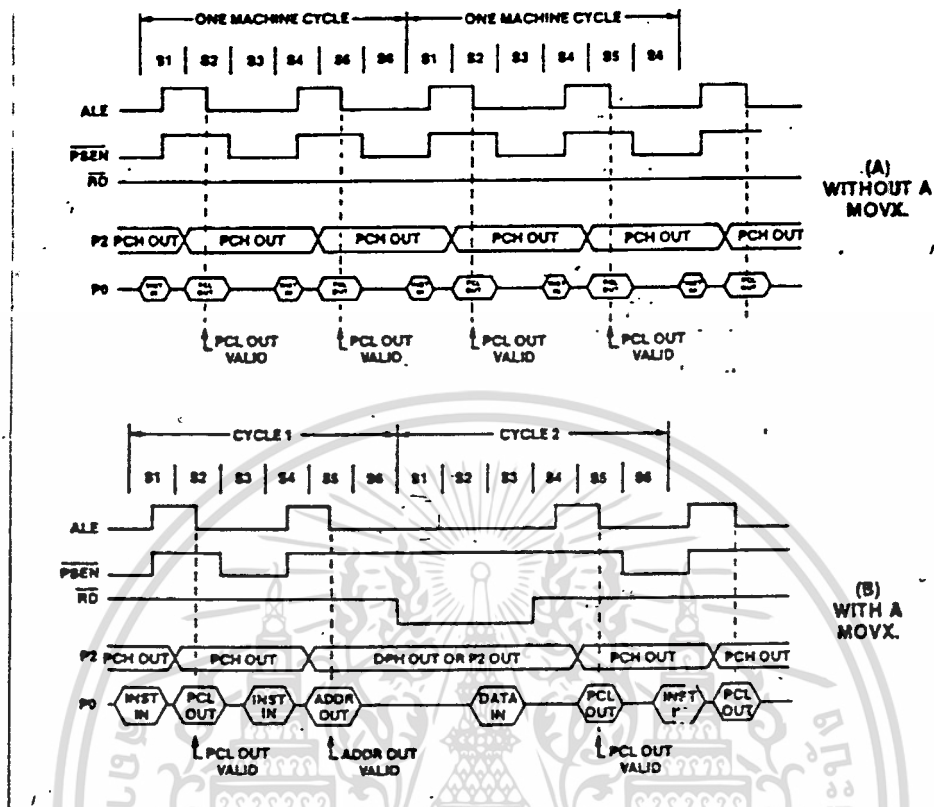 ONE MACHINE CYCLE ONE MACHINE CYCLE
S1 S2 S3 S4 S5 S6 S1 S2 S3 S4 S5 S6
ALE
PSEN
RD
(A)
WITHOUT A
MOVX.
P2 PCH OUT PCH OUT PCH OUT PCH OUT PCH OUT PCH OUT
P0
PCL OUT VALID PCL OUT VALID PCL OUT VALID PCL OUT VALID
CYCLE 1 CYCLE 2
S1 S2 S3 S4 S5 S6 S1 S2 S3 S4 S5 S6
ALE
PSEN
RD
(B)
WITH A
MOVX.
P2 PCH OUT PCH OUT DPH OUT OR P2 OUT PCH OUT PCH OUT
P0 INST IN PCL OUT INST IN ADDR OUT DATA IN PCL OUT INST PCL OUT
PCL OUT VALID ADDR OUT VALID PCL OUT VALID